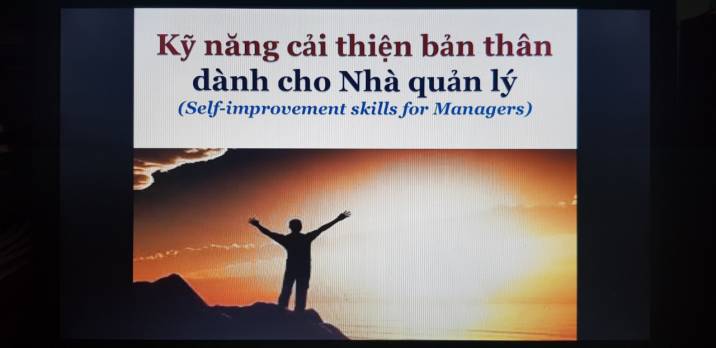 Kỹ năng cải thiện bản thân
dành cho Nhà quản lý
(Self-improvement skills for Managers)